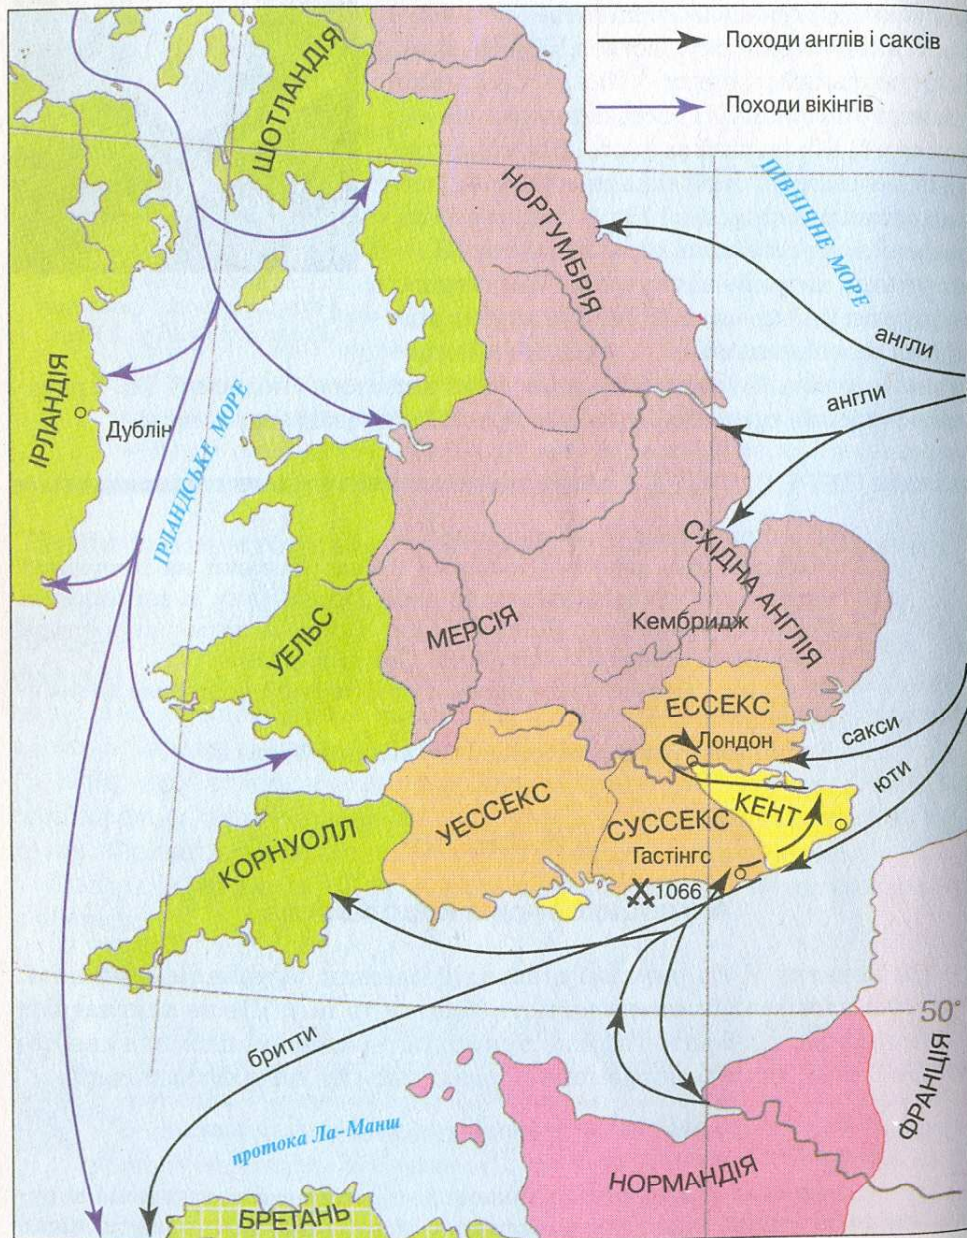 Походи англів і саксів
Походи вікінгів
ШОТЛАНДІЯ
НОРТУМБРІЯ
ПІВНІЧНЕ МОРЕ
англи
англи
ІРЛАНДІЯ
Дублін
ІРЛАНДСЬКЕ МОРЕ
СХІДНА АНГЛІЯ
Кембридж
МЕРСІЯ
УЕЛЬС
ЕССЕКС
Лондон
сакси
юти
КЕНТ
УЕССЕКС
СУССЕКС
Гастінгс
1066
КОРНУОЛЛ
50°
бритти
протока Ла-Манш
ФРАНЦІЯ
НОРМАНДІЯ
БРЕТАНЬ